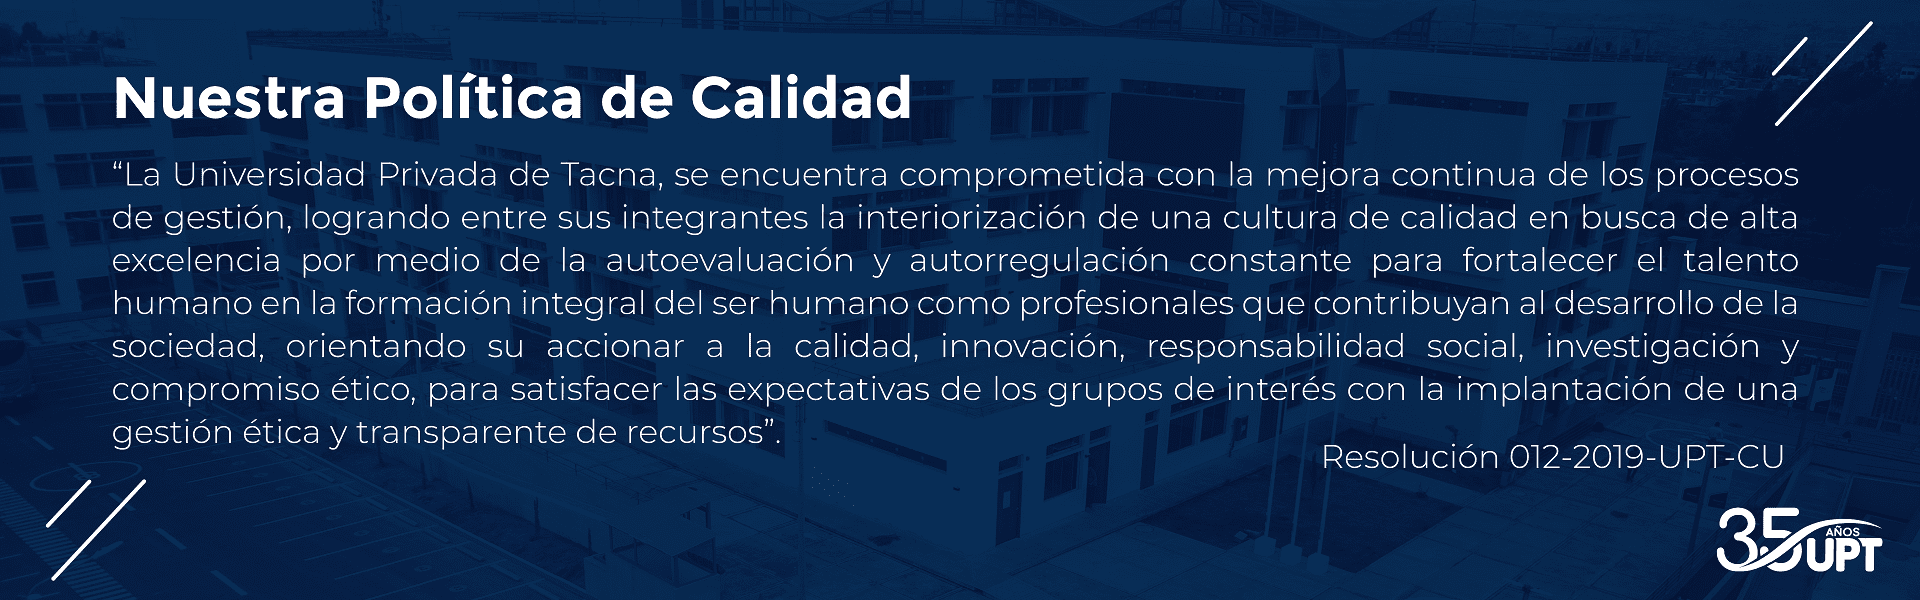 Nuestra Política de Calidad
“La Universidad Privada de Tacna, se encuentra comprometida con la mejora continua de los procesos
de gestión, logrando entre sus integrantes la interiorización de una cultura de calidad en busca de alta
excelencia por medio de la autoevaluación y autorregulación constante para fortalecer el talento
humano en la formación integral del ser humano como profesionales que contribuyan al desarrollo de la
sociedad, orientando su accionar a la calidad, innovación, responsabilidad social, investigación y
compromiso ético, para satisfacer las expectativas de los grupos de interés con la implantación de una
gestión ética y transparente de recursos”.
Resolución 012-2019-UPT-CU
35 AÑOS UPT